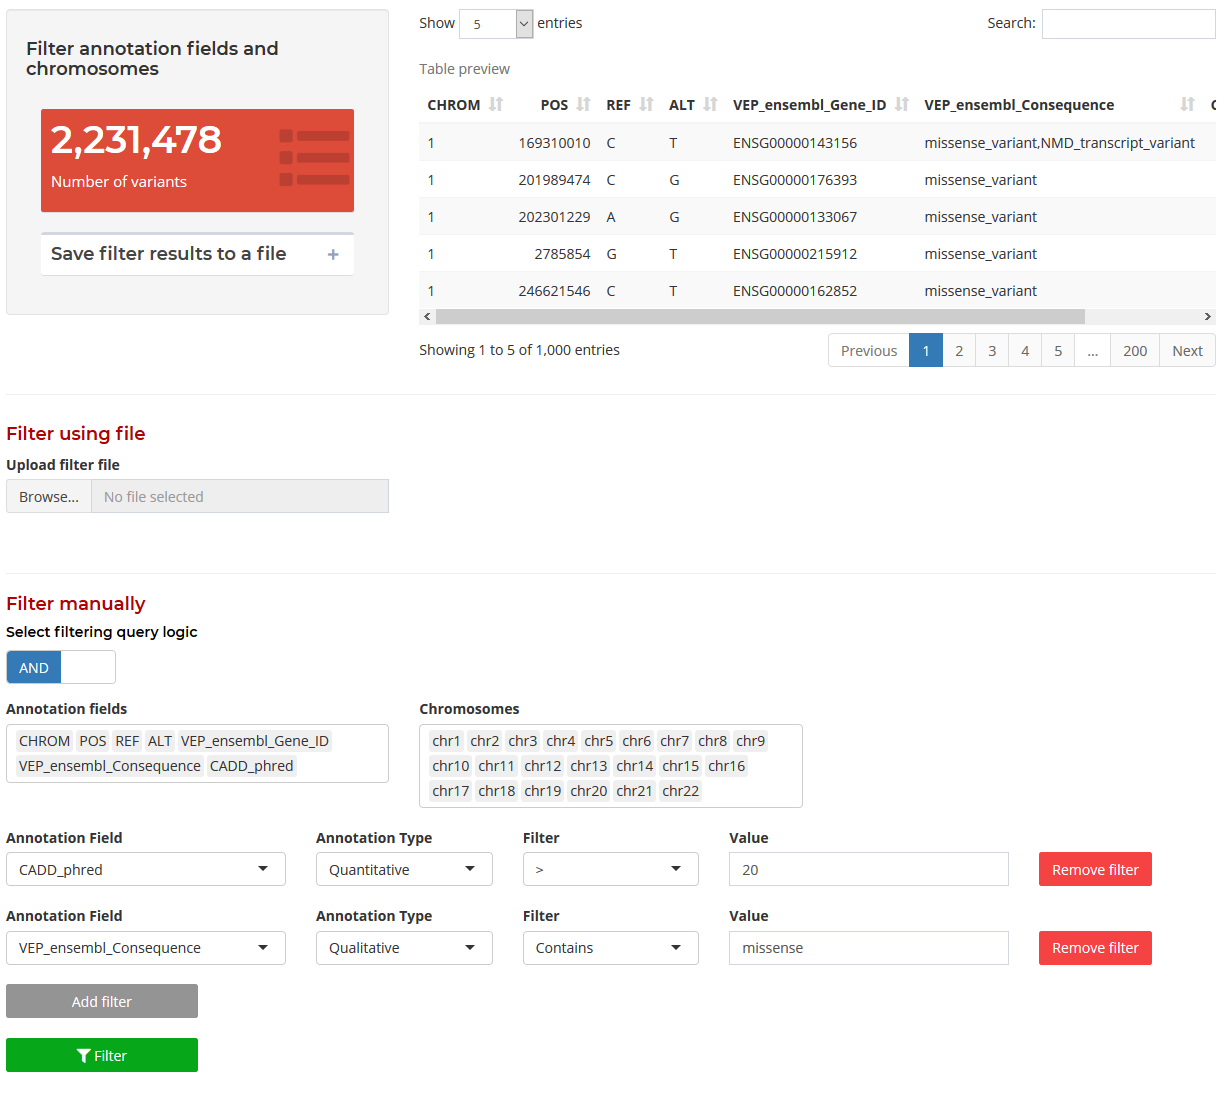 Filter annotation fields and
chromosomes
2,231,478
Number of variants
Save filter results to a file +
Show 5 entries
Search:
Table preview
CHROM POS REF ALT VEP_ensembl_Gene_ID VEP_ensembl_Consequence
1 169310010 C T ENSG00000143156 missense_variant,NMD_transcript_variant
1 201989474 C G ENSG00000176393 missense_variant
1 202301229 A G ENSG00000133067 missense_variant
1 2785854 G T ENSG00000215912 missense_variant
1 246621546 C T ENSG00000162852 missense_variant
Showing 1 to 5 of 1,000 entries
Previous 1 2 3 4 5 ... 200 Next
Filter using file
Upload filter file
Browse... No file selected
Filter manually
Select filtering query logic
AND
Annotation fields
CHROM POS REF ALT VEP_ensembl_Gene_ID
VEP_ensembl_Consequence CADD_phred
Chromosomes
chr1 chr2 chr3 chr4 chr5 chr6 chr7 chr8 chr9
chr10 chr11 chr12 chr13 chr14 chr15 chr16
chr17 chr18 chr19 chr20 chr21 chr22
Annotation Field Annotation Type Filter Value
CADD_phred Quantitative > 20 Remove filter
Annotation Field Annotation Type Filter Value
VEP_ensembl_Consequence Qualitative Contains missense Remove filter
Add filter
Filter